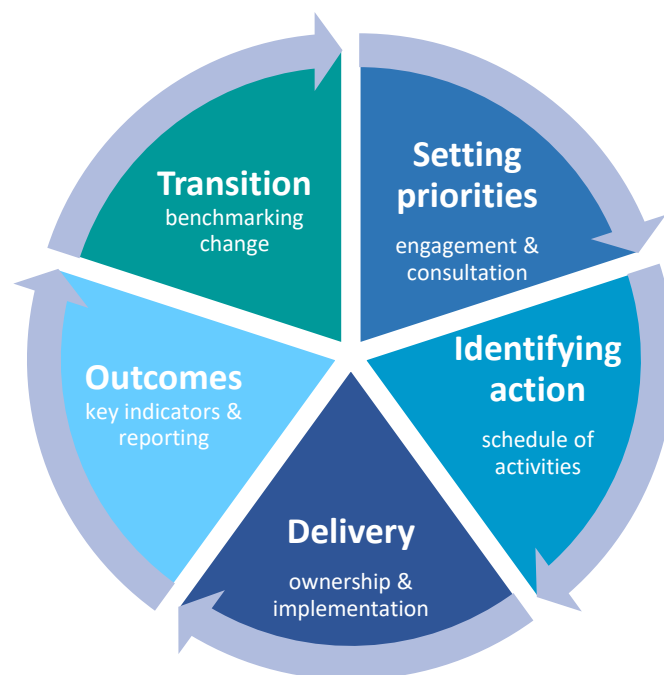 Setting
priorities
engagement &
consultation
Identifying
action
schedule of
activities
Delivery
ownership &
implementation
Outcomes
key indicators &
reporting
Transition
benchmarking
change